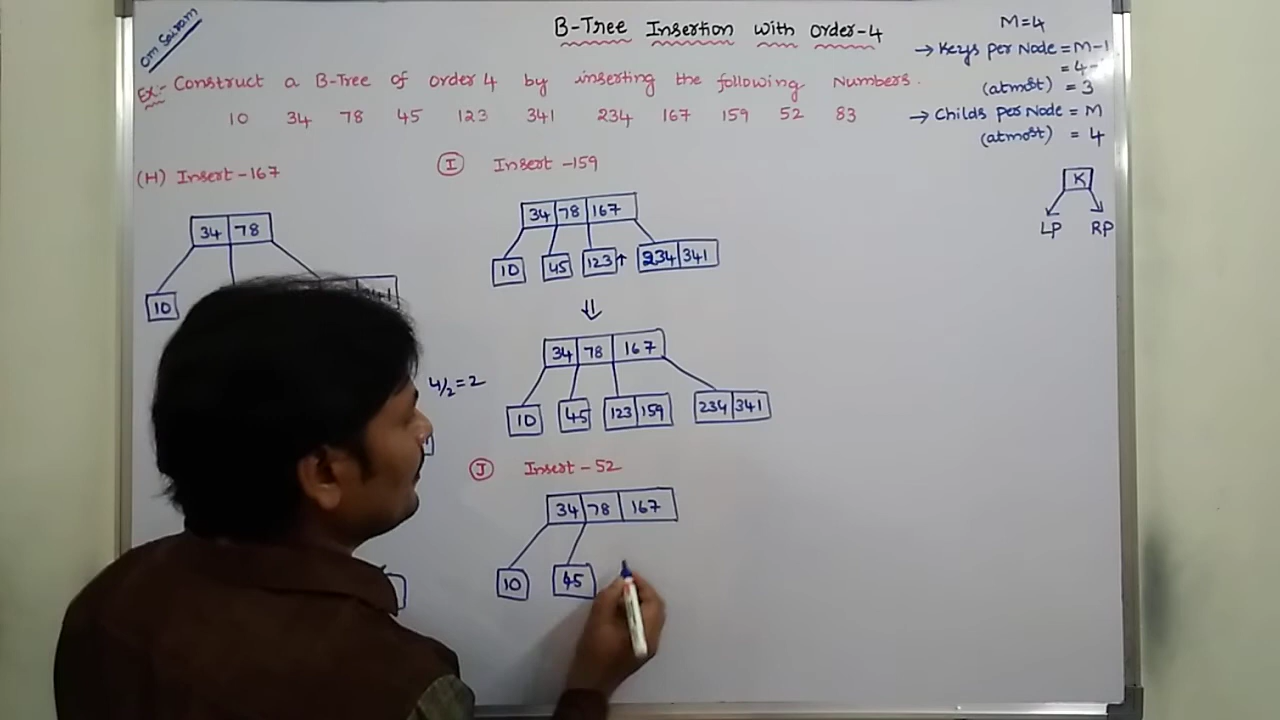 Om Sairam
B-Tree Insertion with order-4
M=4
→ Keys per Node = M-1
= 4-
(atmost) = 3
→ Childs per Node = M
(atmost) = 4
Ex:- Construct a B-Tree of order 4 by inserting the following Numbers.
10 34 78 45 123 341 234 167 159 52 83
K
LP RP
(H) Insert-167
34 78
10 341
4/2=2
I Insert-159
34 78 167
10 45 123↑ 234 341
⇓
34 78 167
10 45 123 159 234 341
J Insert-52
34 78 167
10 45